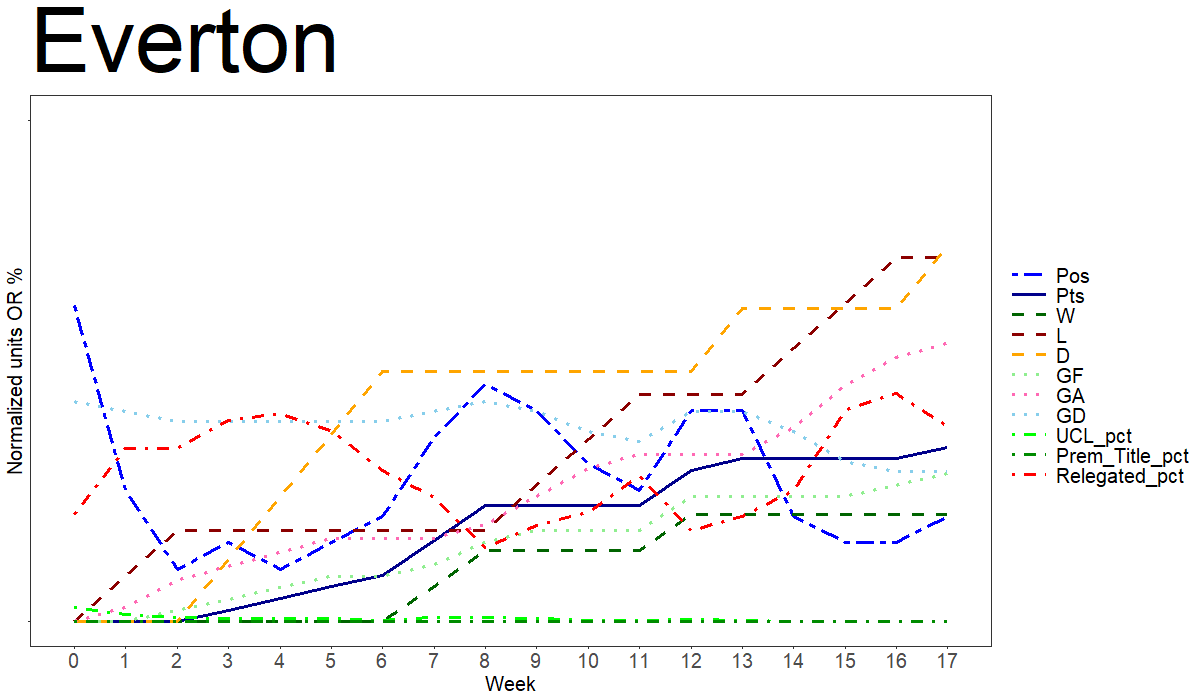 Everton
Normalized units OR %
0 1 2 3 4 5 6 7 8 9 10 11 12 13 14 15 16 17
Week
Pos
Pts
W
L
D
GF
GA
GD
UCL_pct
Prem_Title_pct
Relegated_pct